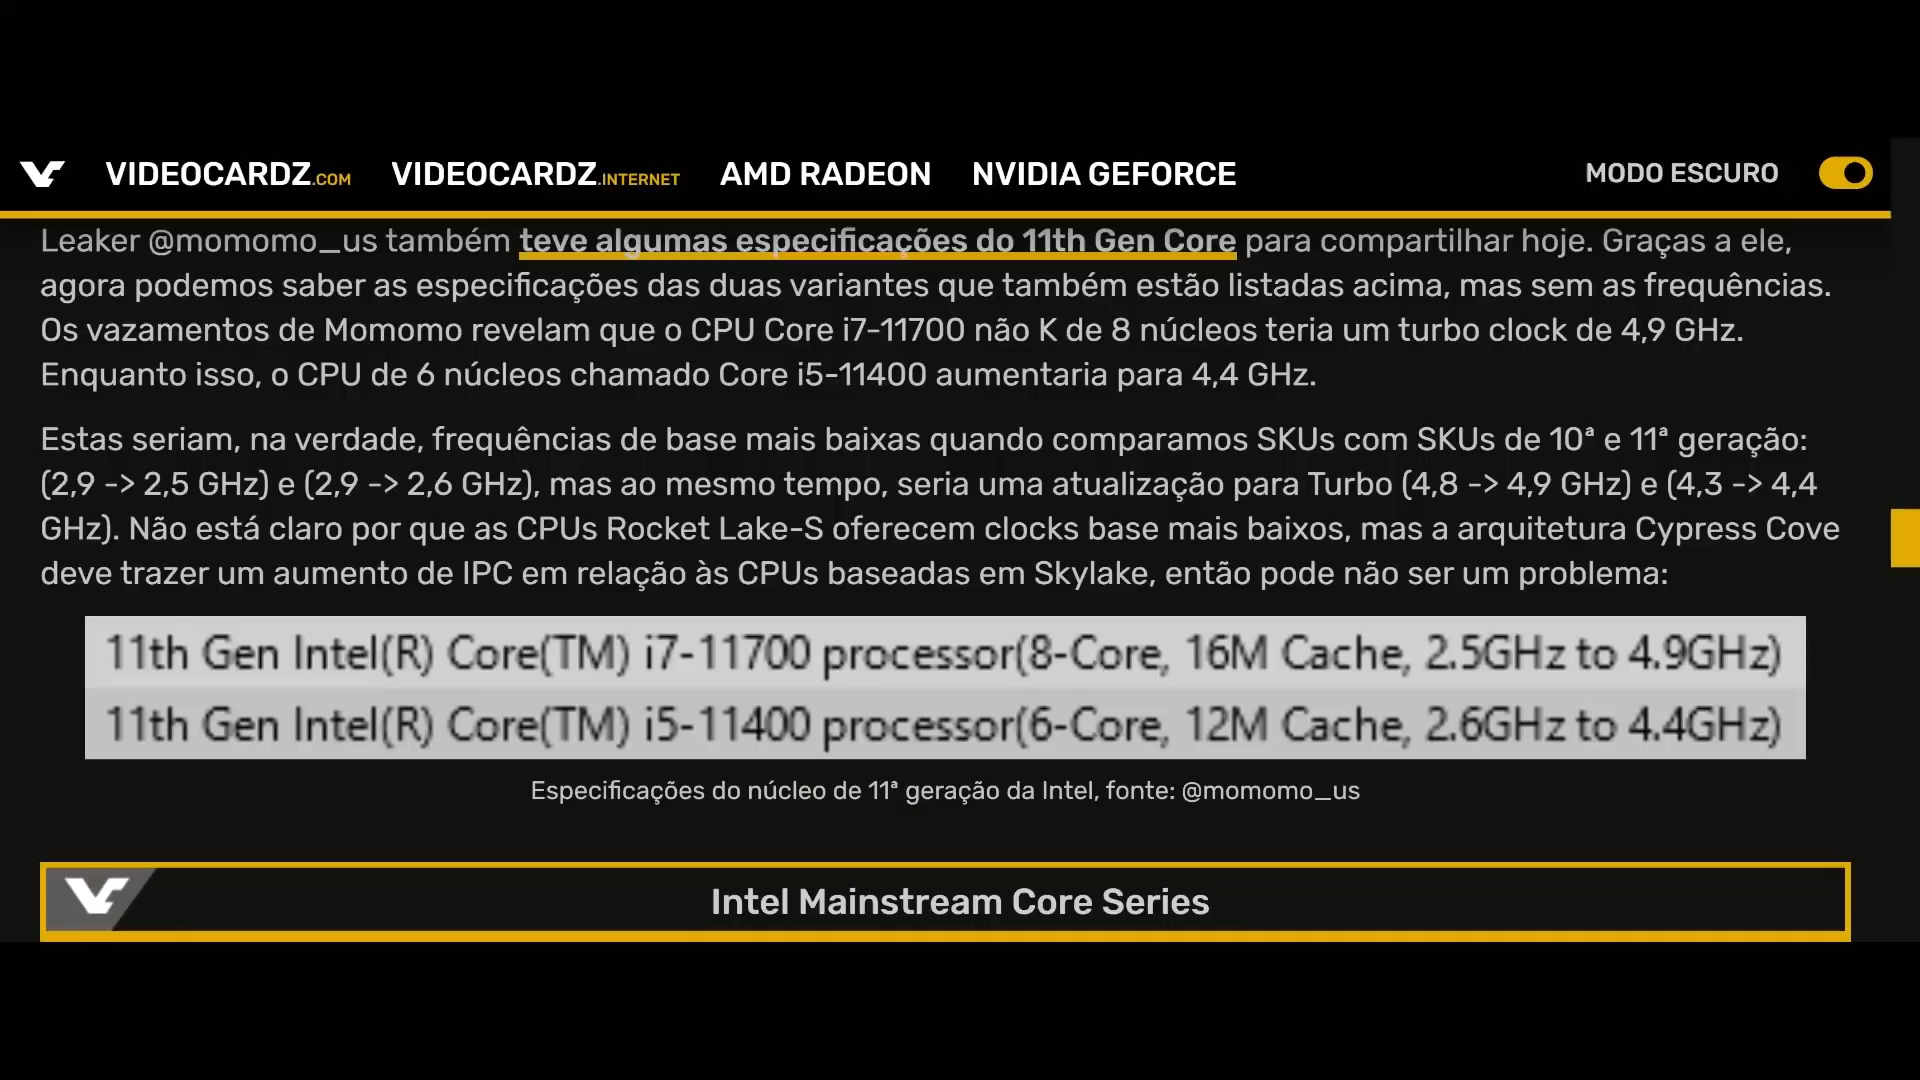 VIDEOCARDZ.COM VIDEOCARDZ.INTERNET AMD RADEON NVIDIA GEFORCE MODO ESCURO
Leaker @momomo_us também teve algumas especificações do 11th Gen Core para compartilhar hoje. Graças a ele,
agora podemos saber as especificações das duas variantes que também estão listadas acima, mas sem as frequências.
Os vazamentos de Momomo revelam que o CPU Core i7-11700 não K de 8 núcleos teria um turbo clock de 4,9 GHz.
Enquanto isso, o CPU de 6 núcleos chamado Core i5-11400 aumentaria para 4,4 GHz.
Estas seriam, na verdade, frequências de base mais baixas quando comparamos SKUs com SKUs de 10ª e 11ª geração:
(2,9 -> 2,5 GHz) e (2,9 -> 2,6 GHz), mas ao mesmo tempo, seria uma atualização para Turbo (4,8 -> 4,9 GHz) e (4,3 -> 4,4
GHz). Não está claro por que as CPUs Rocket Lake-S oferecem clocks base mais baixos, mas a arquitetura Cypress Cove
deve trazer um aumento de IPC em relação às CPUs baseadas em Skylake, então pode não ser um problema:
11th Gen Intel(R) Core(TM) i7-11700 processor(8-Core, 16M Cache, 2.5GHz to 4.9GHz)
11th Gen Intel(R) Core(TM) i5-11400 processor(6-Core, 12M Cache, 2.6GHz to 4.4GHz)
Especificações do núcleo de 11ª geração da Intel, fonte: @momomo_us
Intel Mainstream Core Series